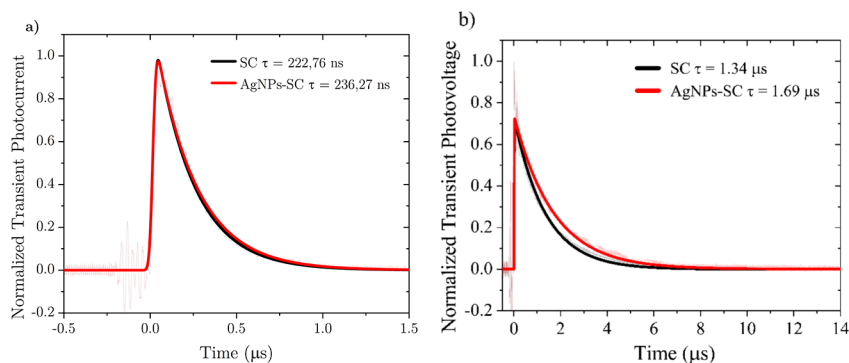 a)
SC τ = 222,76 ns
AgNPs-SC τ = 236,27 ns
Normalized Transient Photocurrent
1.0
0.8
0.6
0.4
0.2
0.0
-0.2
-0.5
0.0
0.5
1.0
1.5
Time (μs)
b)
SC τ = 1.34 μs
AgNPs-SC τ = 1.69 μs
Normalized Transient Photovoltage
1.0
0.8
0.6
0.4
0.2
0.0
-0.2
0
2
4
6
8
10
12
14
Time (μs)